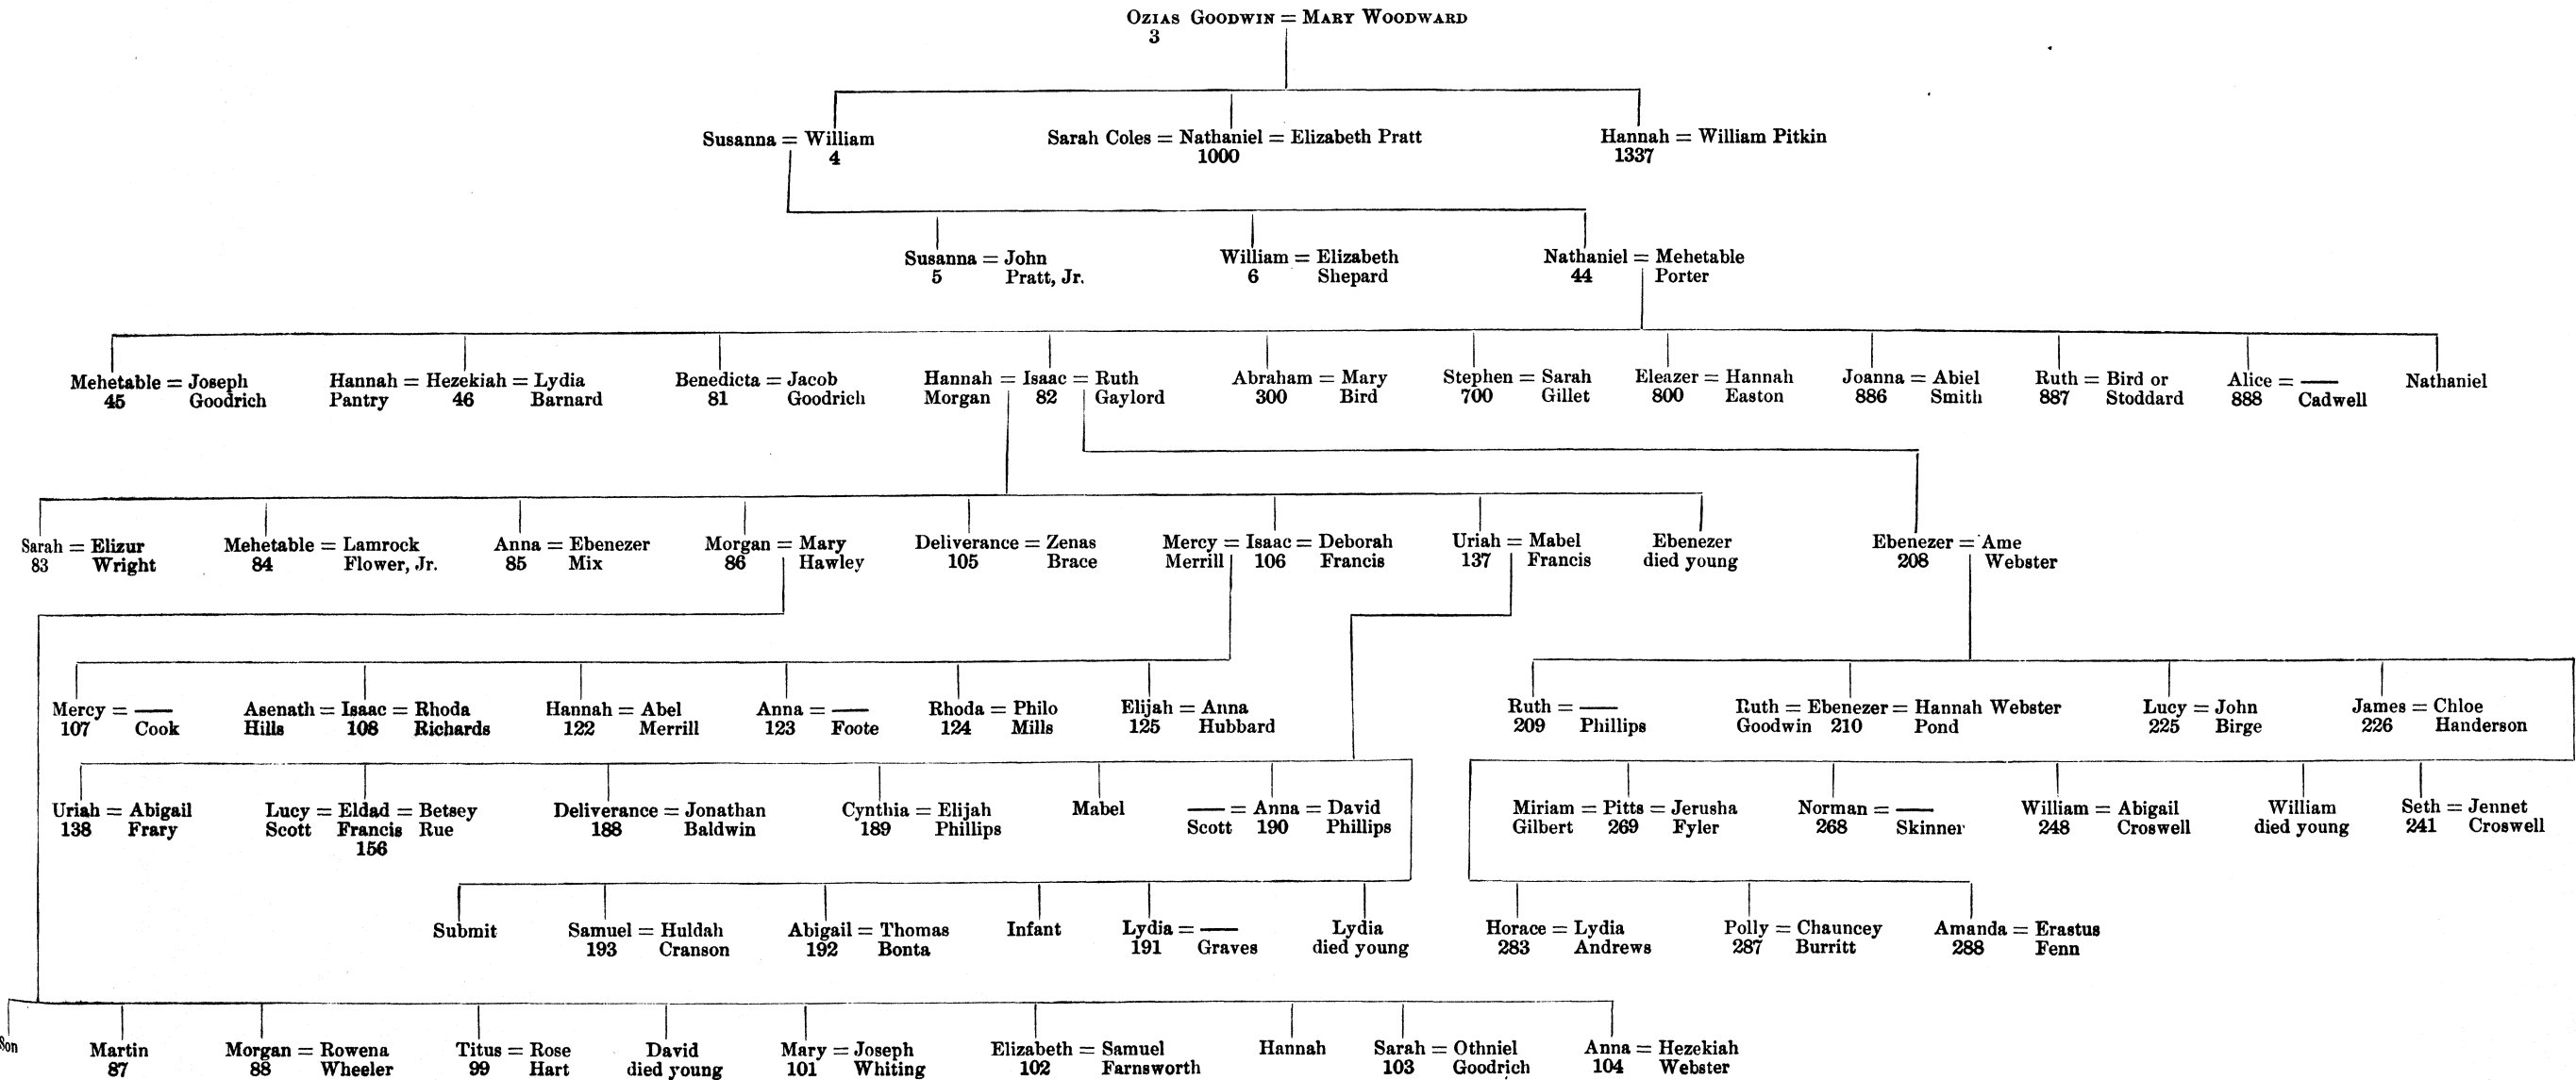 OZIAS GOODWIN = MARY WOODWARD
3
Susanna = William Sarah Coles = Nathaniel = Elizabeth Pratt Hannah = William Pitkin
4 1000 1337
Susanna = John William = Elizabeth Nathaniel = Mehetable
5 Pratt, Jr. 6 Shepard 44 Porter
Mehetable = Joseph Hannah = Hezekiah = Lydia Benedicta = Jacob Hannah = Isaac = Ruth Abraham = Mary Stephen = Sarah Eleazer = Hannah Joanna = Abiel Ruth = Bird or Alice = —— Nathaniel
45 Goodrich Pantry 46 Barnard 81 Goodrich Morgan 82 Gaylord 300 Bird 700 Gillet 800 Easton 886 Smith 887 Stoddard 888 Cadwell
Sarah = Elizur Mehetable = Lamrock Anna = Ebenezer Morgan = Mary Deliverance = Zenas Mercy = Isaac = Deborah Uriah = Mabel Ebenezer Ebenezer = Ame
83 Wright 84 Flower, Jr. 85 Mix 86 Hawley 105 Brace Merrill 106 Francis 137 Francis died young 208 Webster
Mercy = —— Asenath = Isaac = Rhoda Hannah = Abel Anna = —— Rhoda = Philo Elijah = Anna Ruth = —— Ruth = Ebenezer = Hannah Webster Lucy = John James = Chloe
107 Cook Hills 108 Richards 122 Merrill 123 Foote 124 Mills 125 Hubbard 209 Phillips Goodwin 210 Pond 225 Birge 226 Handerson
Uriah = Abigail Lucy = Eldad = Betsey Deliverance = Jonathan Cynthia = Elijah Mabel —— = Anna = David Miriam = Pitts = Jerusha Norman = —— William = Abigail William Seth = Jennet
138 Frary Scott Francis Rue 188 Baldwin 189 Phillips Scott 190 Phillips Gilbert 269 Fyler 268 Skinner 248 Croswell died young 241 Croswell
156
Submit Samuel = Huldah Abigail = Thomas Infant Lydia = —— Lydia Horace = Lydia Polly = Chauncey Amanda = Erastus
193 Cranson 192 Bonta 191 Graves died young 283 Andrews 287 Burritt 288 Fenn
Son Martin Morgan = Rowena Titus = Rose David Mary = Joseph Elizabeth = Samuel Hannah Sarah = Othniel Anna = Hezekiah
87 88 Wheeler 99 Hart died young 101 Whiting 102 Farnsworth 103 Goodrich 104 Webster